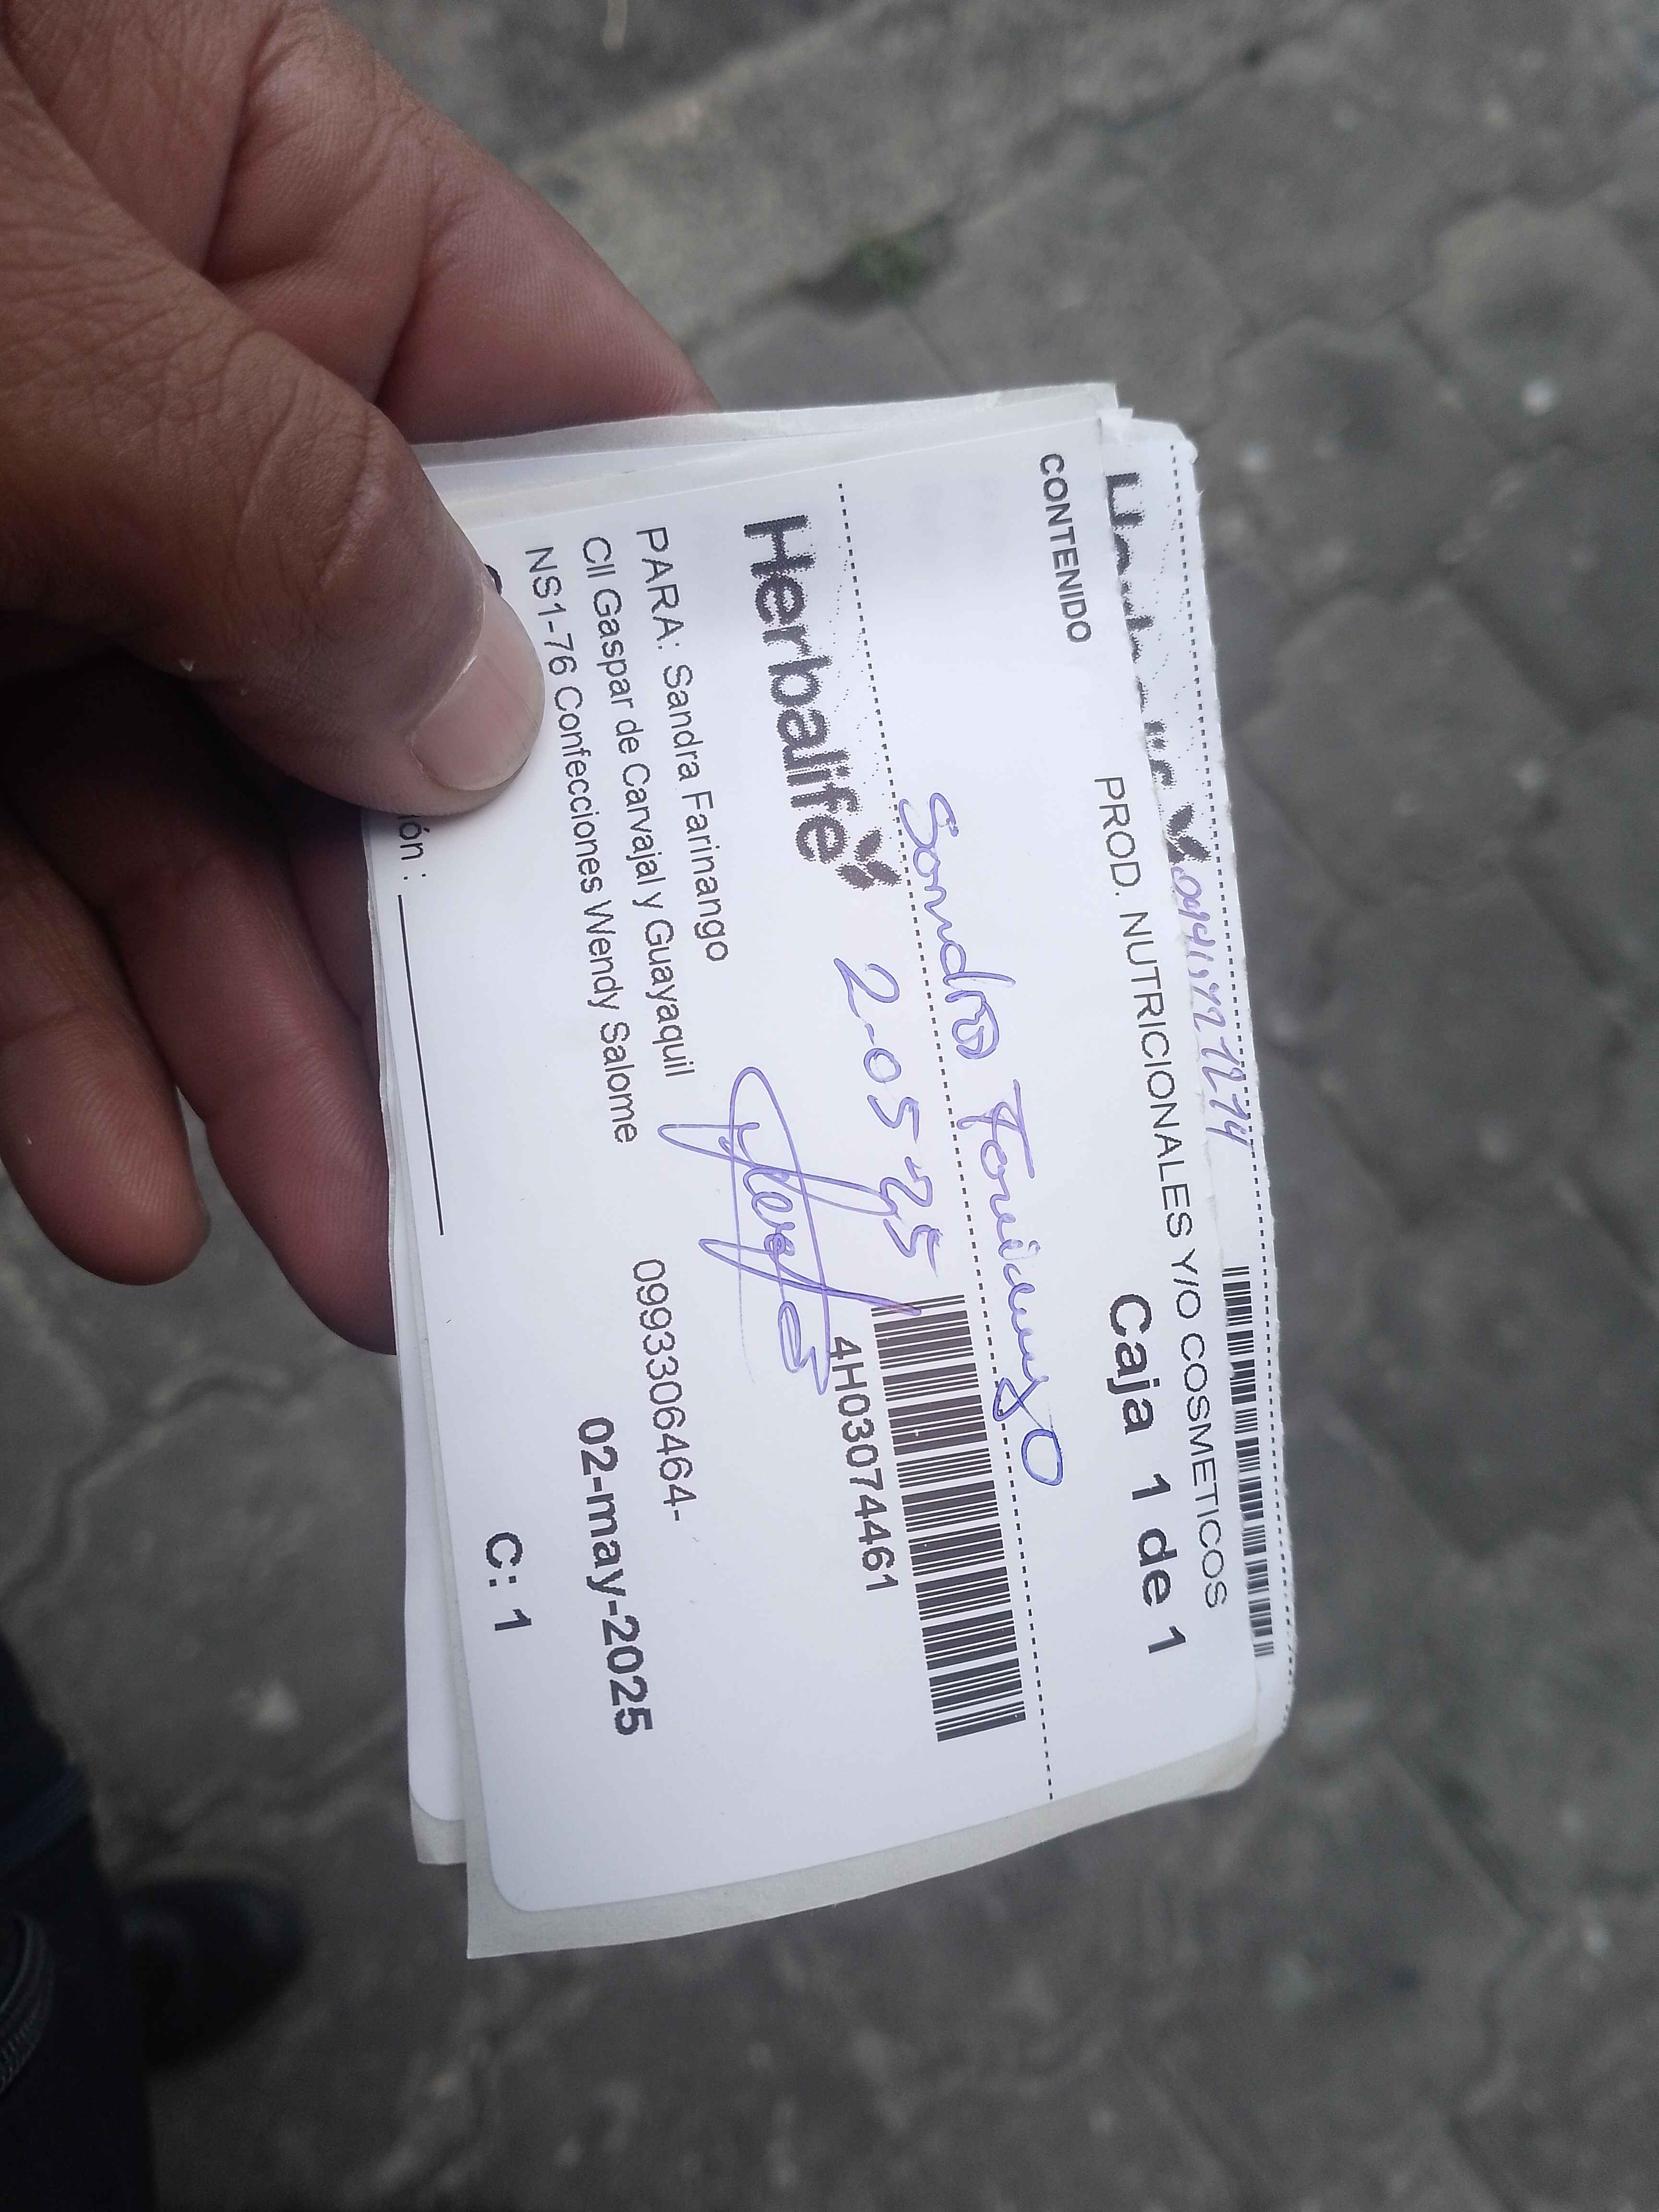 CONTENIDO
PROD. NUTRICIONALES Y/O COSMETICOS
Caja 1 de 1
Sandra Farinango
Herbalife
2-05-25
4H03074461
PARA: Sandra Farinango
0993306464-
Cll Gaspar de Carvajal y Guayaquil
NS1-76 Confecciones Wendy Salome
02-may-2025
C: 1
ón :